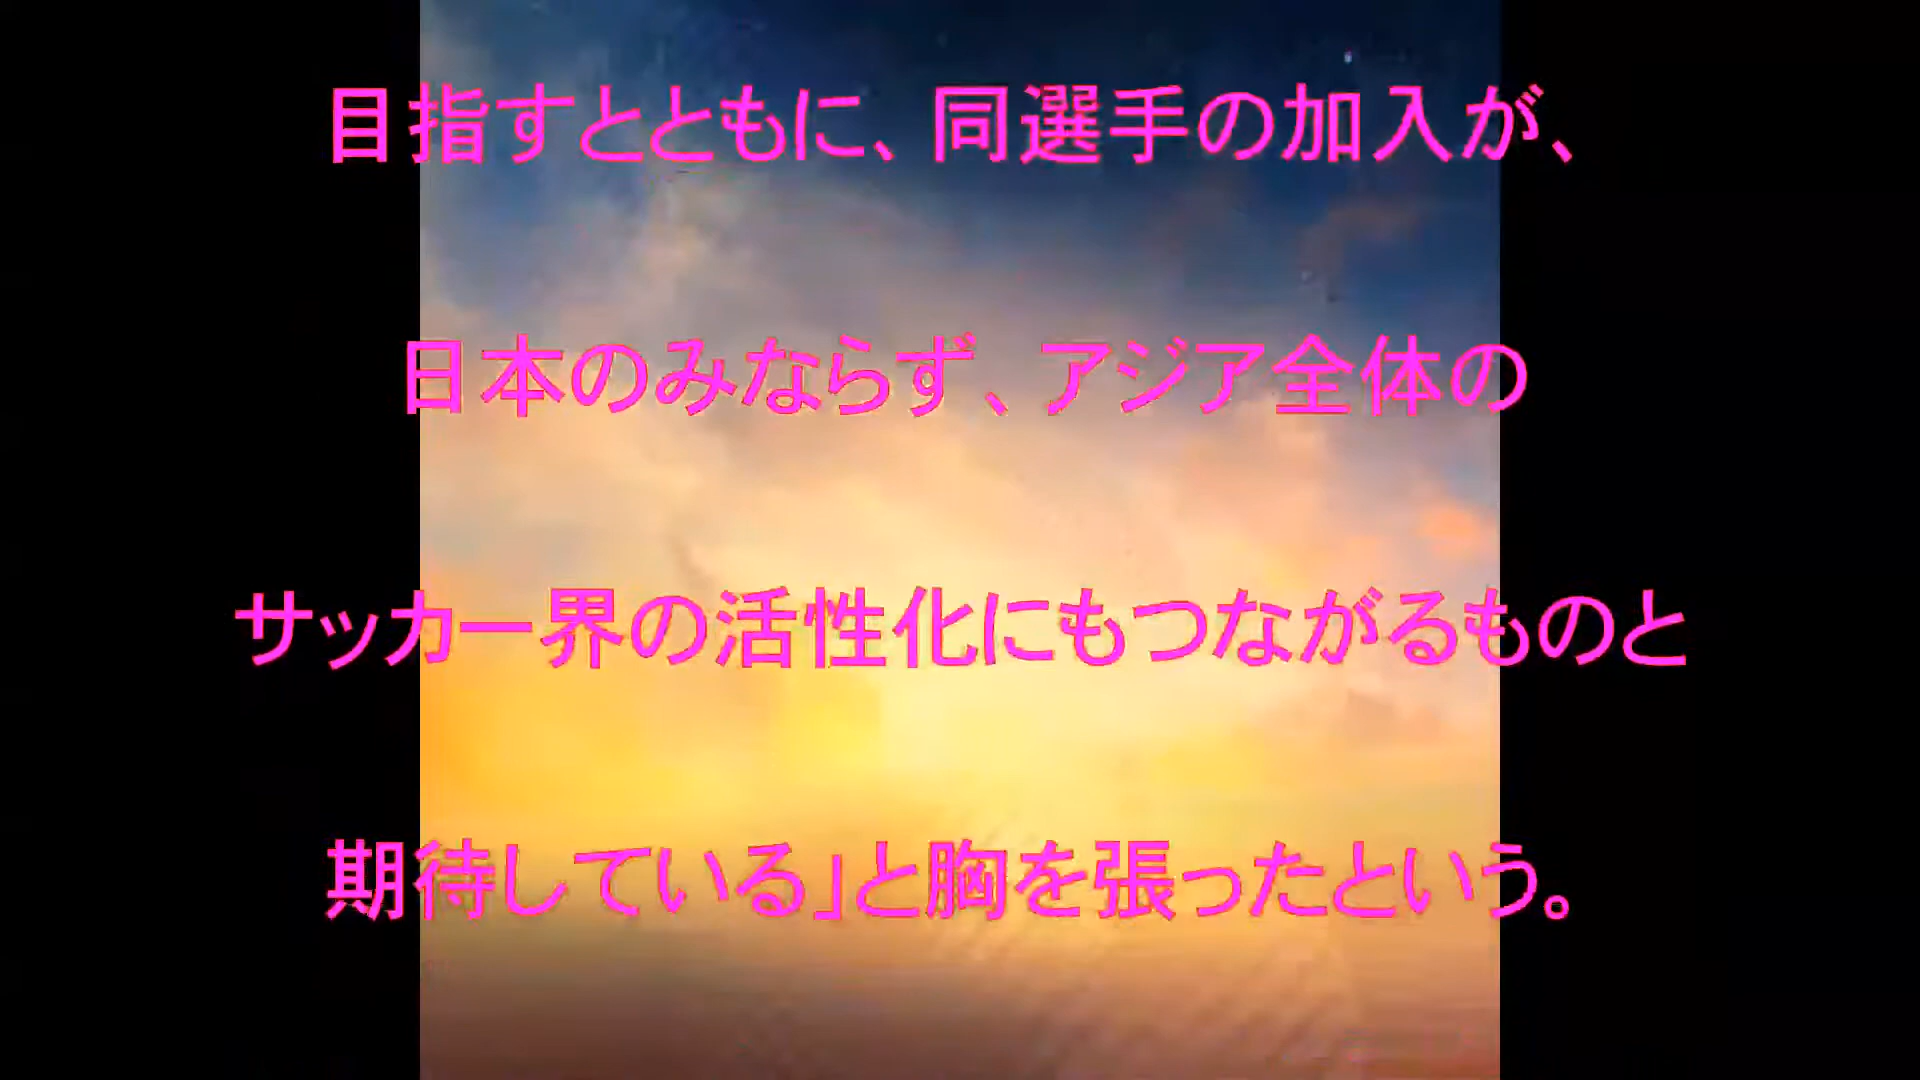 目指すとともに、同選手の加入が、
日本のみならず、アジア全体の
サッカー界の活性化にもつながるものと
期待している」と胸を張ったという。